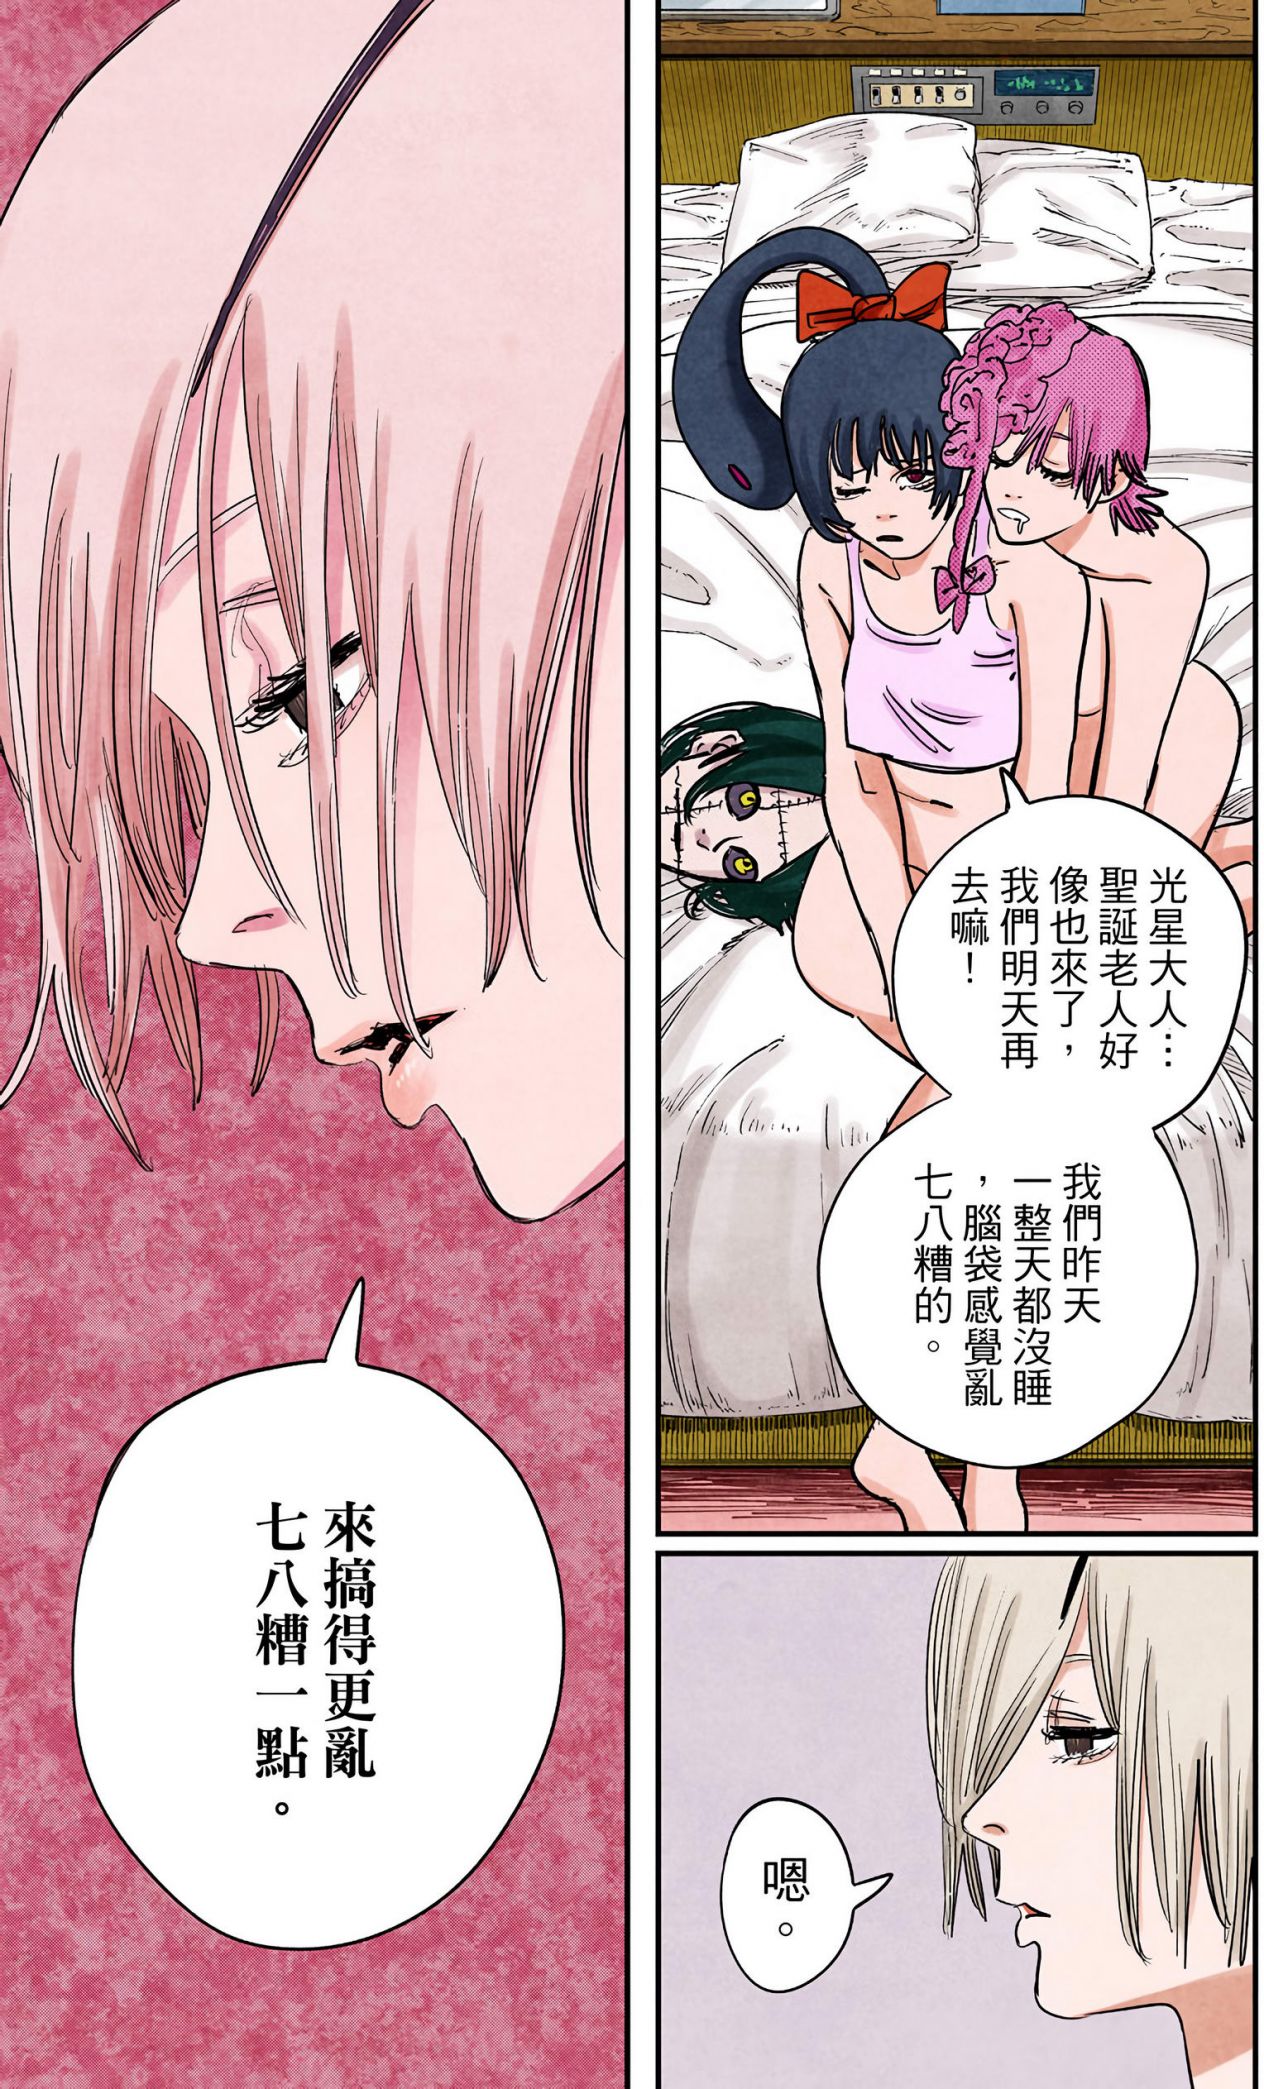 光星大人…
聖誕老人好
像也來了，
我們明天再
去嘛！
我們昨天
一整天都沒睡
，腦袋感覺亂
七八糟的。
嗯。
來搞得更亂
七八糟一點。